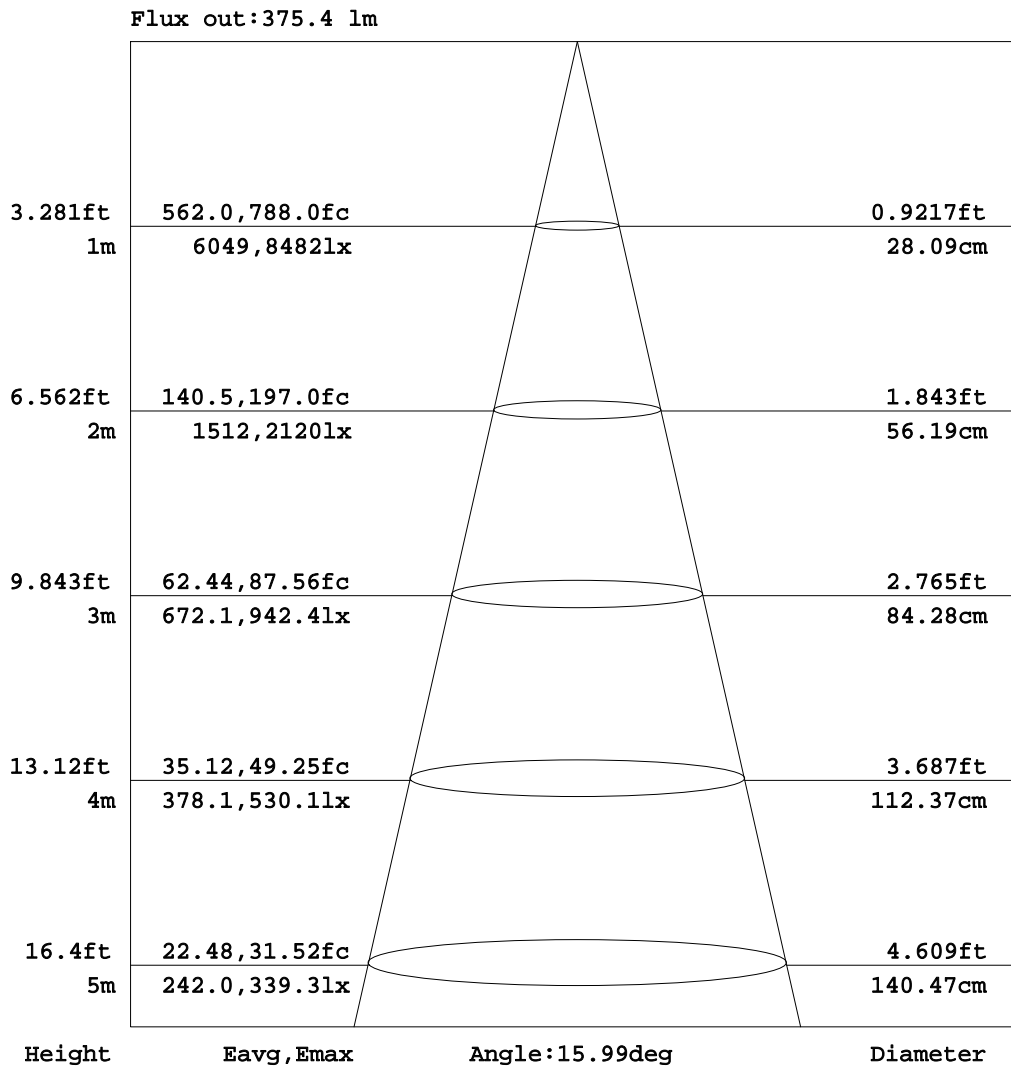 Flux out:375.4 lm
3.281ft 562.0,788.0fc 0.9217ft
1m 6049,8482lx 28.09cm
6.562ft 140.5,197.0fc 1.843ft
2m 1512,2120lx 56.19cm
9.843ft 62.44,87.56fc 2.765ft
3m 672.1,942.4lx 84.28cm
13.12ft 35.12,49.25fc 3.687ft
4m 378.1,530.1lx 112.37cm
16.4ft 22.48,31.52fc 4.609ft
5m 242.0,339.3lx 140.47cm
Height Eavg,Emax Angle:15.99deg Diameter